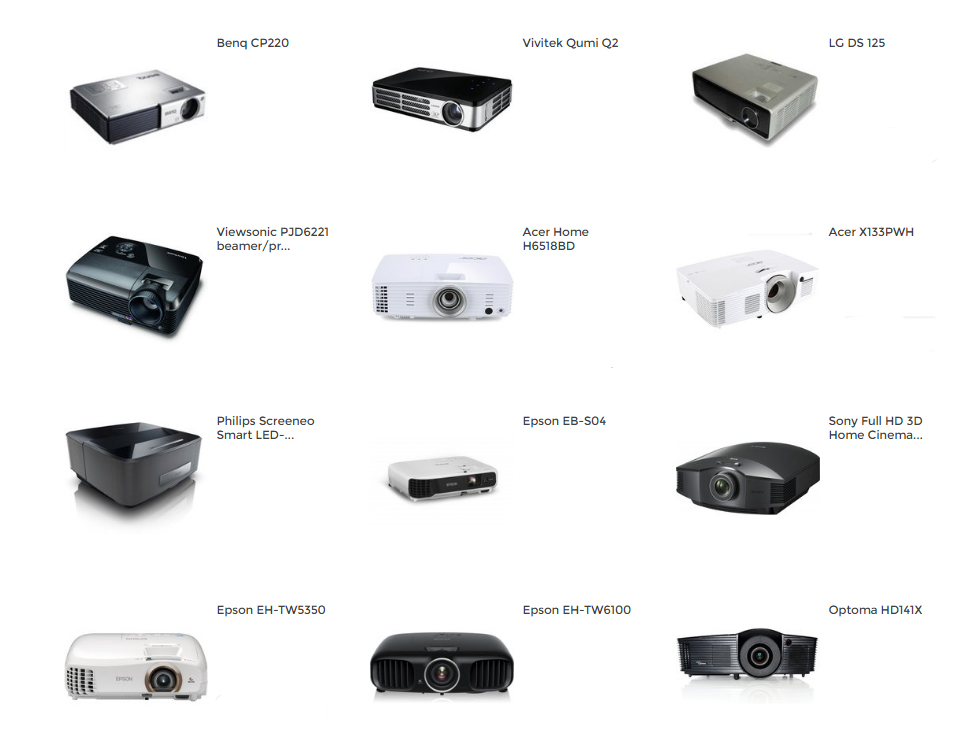 Benq CP220
Vivitek Qumi Q2
LG DS 125
Viewsonic PJD6221
beamer/pr...
Acer Home
H6518BD
Acer X133PWH
Philips Screeneo
Smart LED-...
Epson EB-S04
Sony Full HD 3D
Home Cinema...
Epson EH-TW5350
Epson EH-TW6100
Optoma HD141X
EPSON
EPSON